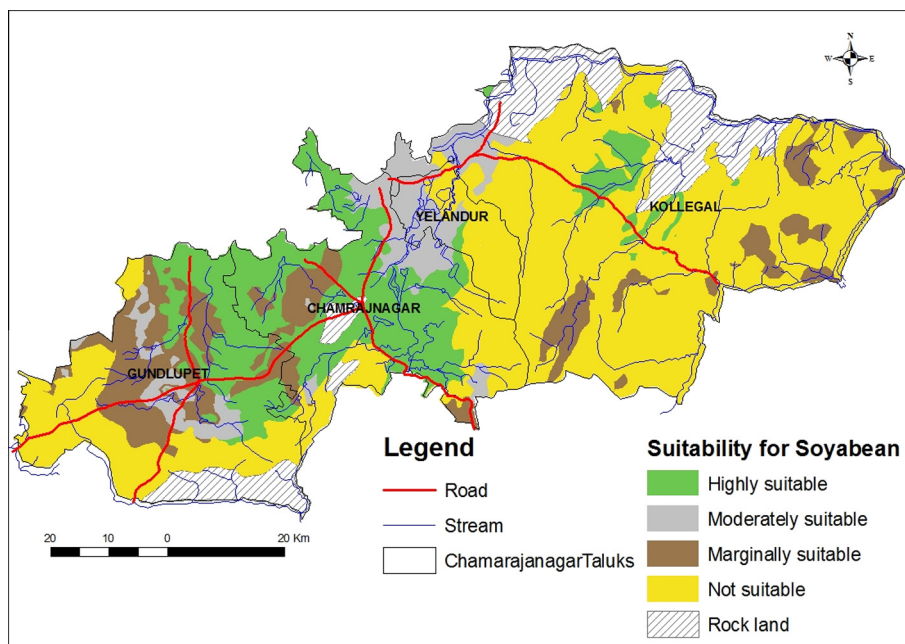 N
W E
S
YELANDUR
KOLLEGAL
CHAMRAJNAGAR
GUNDLUPET
Legend
Road
Stream
ChamarajanagarTaluks
Suitability for Soyabean
Highly suitable
Moderately suitable
Marginally suitable
Not suitable
Rock land
20 10 0 20 Km